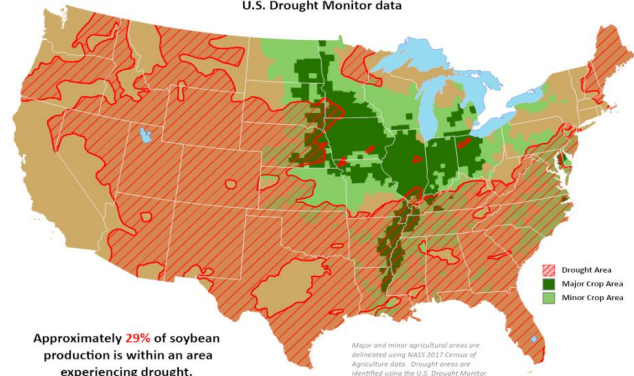 U.S. Drought Monitor data
Drought Area
Major Crop Area
Minor Crop Area
Approximately 29% of soybean
production is within an area
experiencing drought.
Major and minor agricultural areas are
delineated using NASS 2017 Census of
Agriculture data. Drought areas are
identified using the U.S. Drought Monitor